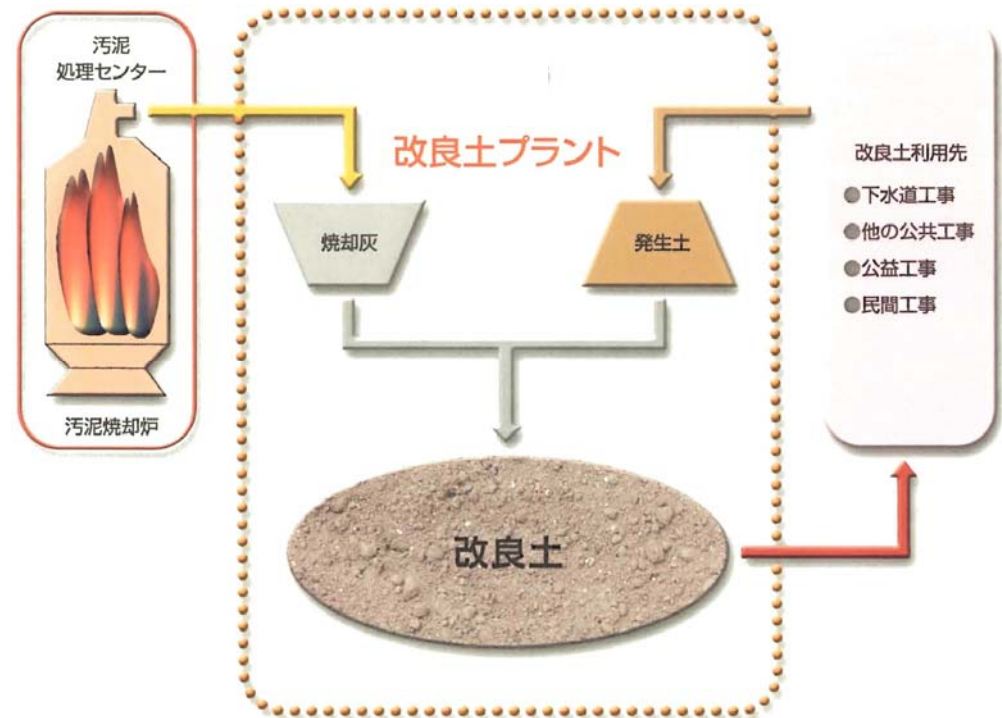 汚泥
処理センター
汚泥焼却炉
改良土プラント
焼却灰
発生土
改良土
改良土利用先
●下水道工事
●他の公共工事
●公益工事
●民間工事